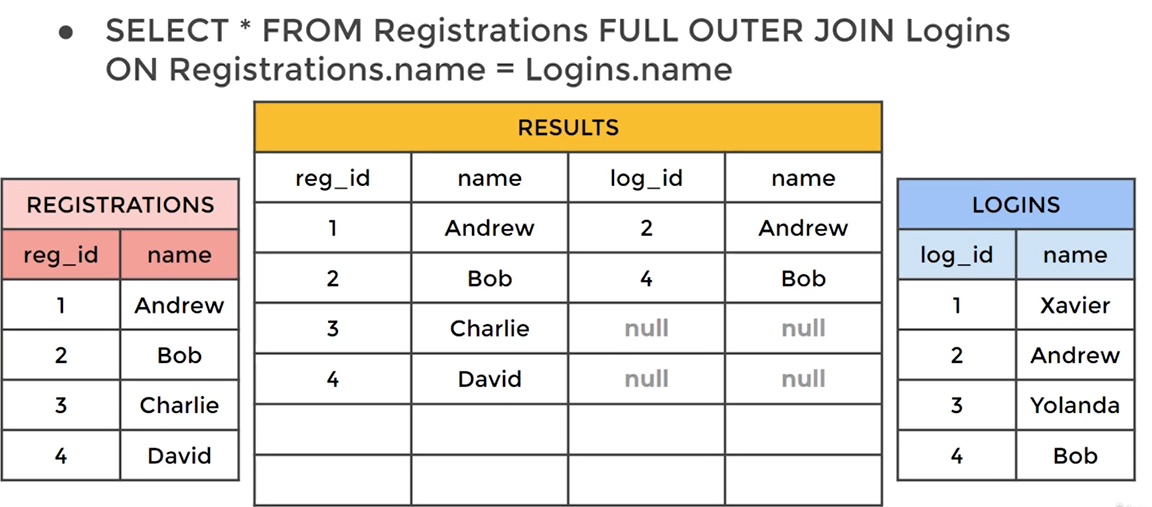 • SELECT * FROM Registrations FULL OUTER JOIN Logins
ON Registrations.name = Logins.name
REGISTRATIONS
reg_id name
1 Andrew
2 Bob
3 Charlie
4 David
RESULTS
reg_id name log_id name
1 Andrew 2 Andrew
2 Bob 4 Bob
3 Charlie null null
4 David null null
LOGINS
log_id name
1 Xavier
2 Andrew
3 Yolanda
4 Bob